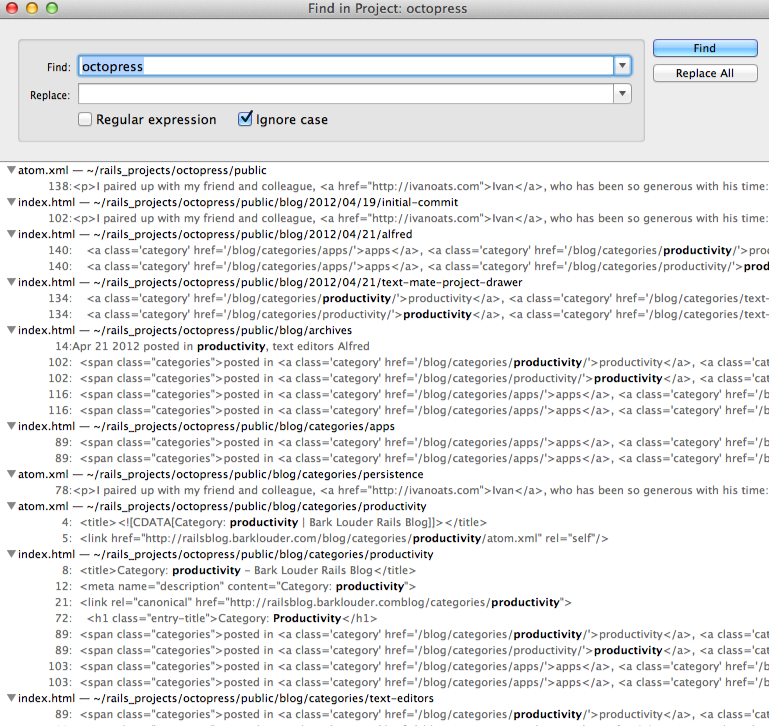 Find in Project: octopress
Find: octopress Find
Replace: Replace All
Regular expression Ignore case
atom.xml — ~/rails_projects/octopress/public
138:<p>I paired up with my friend and colleague, <a href="http://ivanoats.com">Ivan</a>, who has been so generous with his time:
index.html — ~/rails_projects/octopress/public/blog/2012/04/19/initial-commit
102:<p>I paired up with my friend and colleague, <a href="http://ivanoats.com">Ivan</a>, who has been so generous with his time:
index.html — ~/rails_projects/octopress/public/blog/2012/04/21/alfred
140: <a class='category' href='/blog/categories/apps/'>apps</a>, <a class='category' href='/blog/categories/productivity/'>pro
140: <a class='category' href='/blog/categories/apps/'>apps</a>, <a class='category' href='/blog/categories/productivity/'>prod
index.html — ~/rails_projects/octopress/public/blog/2012/04/21/text-mate-project-drawer
134: <a class='category' href='/blog/categories/productivity/'>productivity</a>, <a class='category' href='/blog/categories/text-
134: <a class='category' href='/blog/categories/productivity/'>productivity</a>, <a class='category' href='/blog/categories/text-
index.html — ~/rails_projects/octopress/public/blog/archives
14:Apr 21 2012 posted in productivity, text editors Alfred
102: <span class="categories">posted in <a class='category' href='/blog/categories/productivity/'>productivity</a>, <a class='c
102: <span class="categories">posted in <a class='category' href='/blog/categories/productivity/'>productivity</a>, <a class='c
116: <span class="categories">posted in <a class='category' href='/blog/categories/apps/'>apps</a>, <a class='category' href='/b
116: <span class="categories">posted in <a class='category' href='/blog/categories/apps/'>apps</a>, <a class='category' href='/b
index.html — ~/rails_projects/octopress/public/blog/categories/apps
89: <span class="categories">posted in <a class='category' href='/blog/categories/apps/'>apps</a>, <a class='category' href='/b
89: <span class="categories">posted in <a class='category' href='/blog/categories/apps/'>apps</a>, <a class='category' href='/b
atom.xml — ~/rails_projects/octopress/public/blog/categories/persistence
78:<p>I paired up with my friend and colleague, <a href="http://ivanoats.com">Ivan</a>, who has been so generous with his time:
atom.xml — ~/rails_projects/octopress/public/blog/categories/productivity
4: <title><![CDATA[Category: productivity | Bark Louder Rails Blog]]></title>
5: <link href="http://railsblog.barklouder.com/blog/categories/productivity/atom.xml" rel="self"/>
index.html — ~/rails_projects/octopress/public/blog/categories/productivity
8: <title>Category: productivity - Bark Louder Rails Blog</title>
12: <meta name="description" content="Category: productivity">
21: <link rel="canonical" href="http://railsblog.barklouder.comblog/categories/productivity">
72: <h1 class="entry-title">Category: Productivity</h1>
89: <span class="categories">posted in <a class='category' href='/blog/categories/productivity/'>productivity</a>, <a class='c
89: <span class="categories">posted in <a class='category' href='/blog/categories/productivity/'>productivity</a>, <a class='c
103: <span class="categories">posted in <a class='category' href='/blog/categories/apps/'>apps</a>, <a class='category' href='/b
103: <span class="categories">posted in <a class='category' href='/blog/categories/apps/'>apps</a>, <a class='category' href='/b
index.html — ~/rails_projects/octopress/public/blog/categories/text-editors
89: <span class="categories">posted in <a class='category' href='/blog/categories/productivity/'>productivity</a>, <a class='c